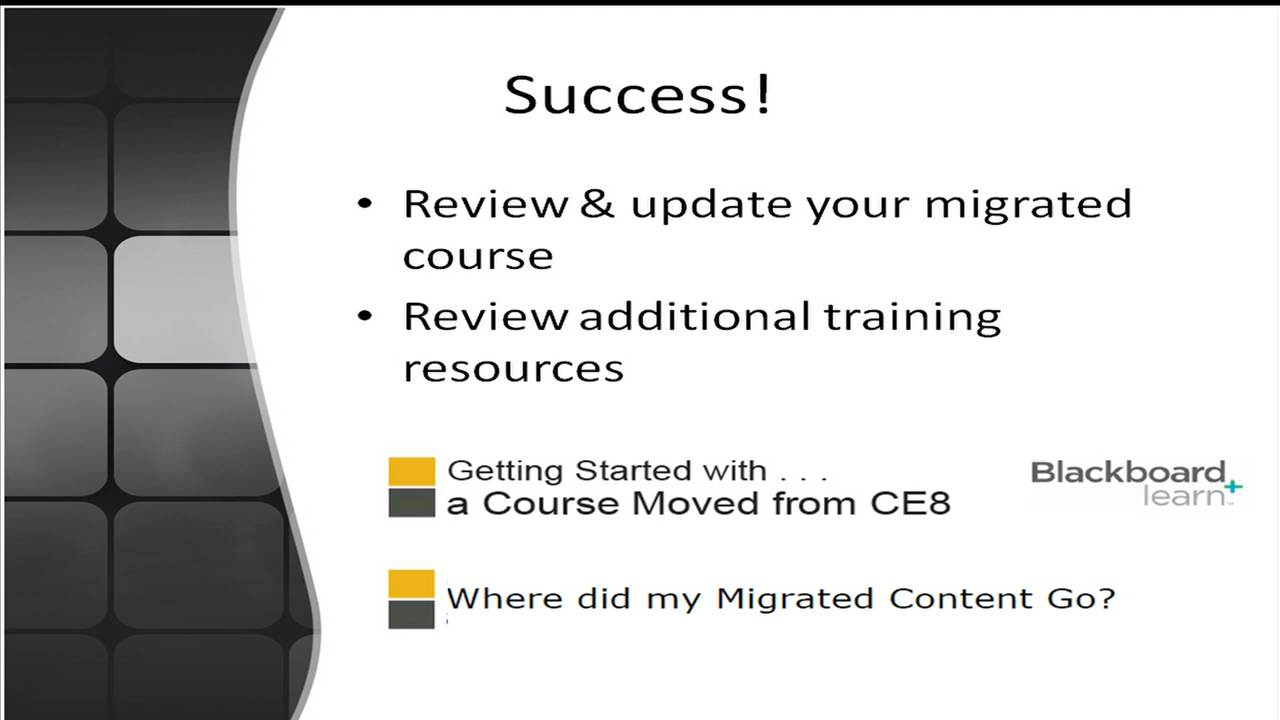 Success!
• Review & update your migrated
course
• Review additional training
resources
Getting Started with . . .
a Course Moved from CE8
Blackboard
learn+
Where did my Migrated Content Go?